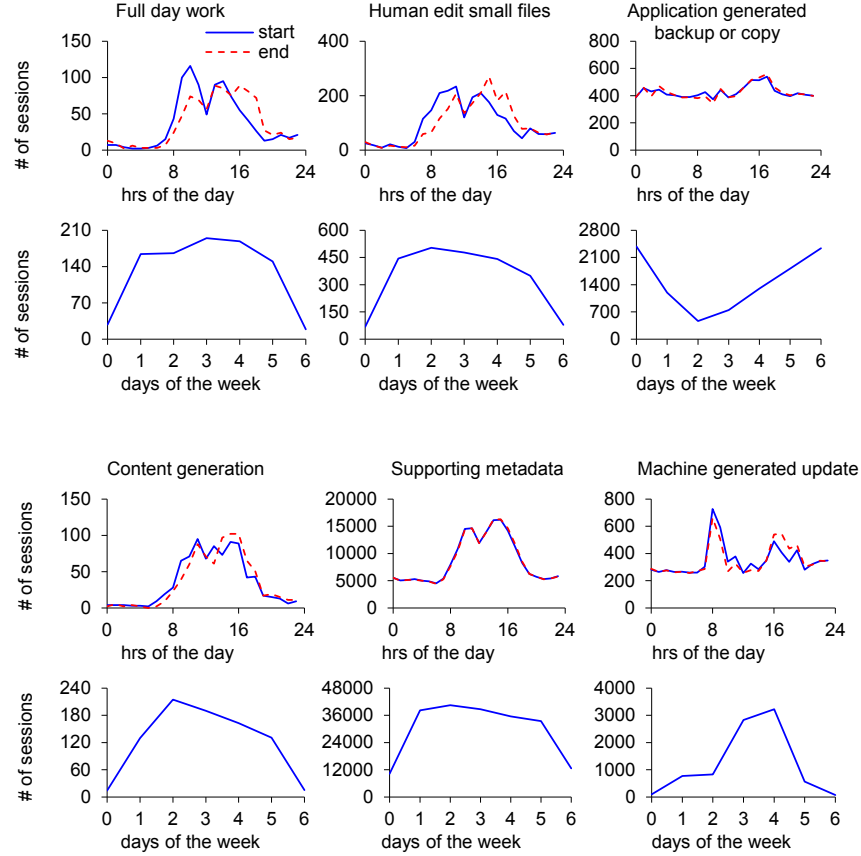 Full day work
Human edit small files
Application generated
backup or copy
start
end
# of sessions
150
100
50
0
0 8 16 24
hrs of the day
400
200
0
0 8 16 24
hrs of the day
800
600
400
200
0
0 8 16 24
hrs of the day
# of sessions
210
140
70
0
0 1 2 3 4 5 6
days of the week
600
450
300
150
0
0 1 2 3 4 5 6
days of the week
2800
2100
1400
700
0
0 1 2 3 4 5 6
days of the week
Content generation
Supporting metadata
Machine generated update
# of sessions
150
100
50
0
0 8 16 24
hrs of the day
20000
15000
10000
5000
0
0 8 16 24
hrs of the day
800
600
400
200
0
0 8 16 24
hrs of the day
# of sessions
240
180
120
60
0
0 1 2 3 4 5 6
days of the week
48000
36000
24000
12000
0
0 1 2 3 4 5 6
days of the week
4000
3000
2000
1000
0
0 1 2 3 4 5 6
days of the week